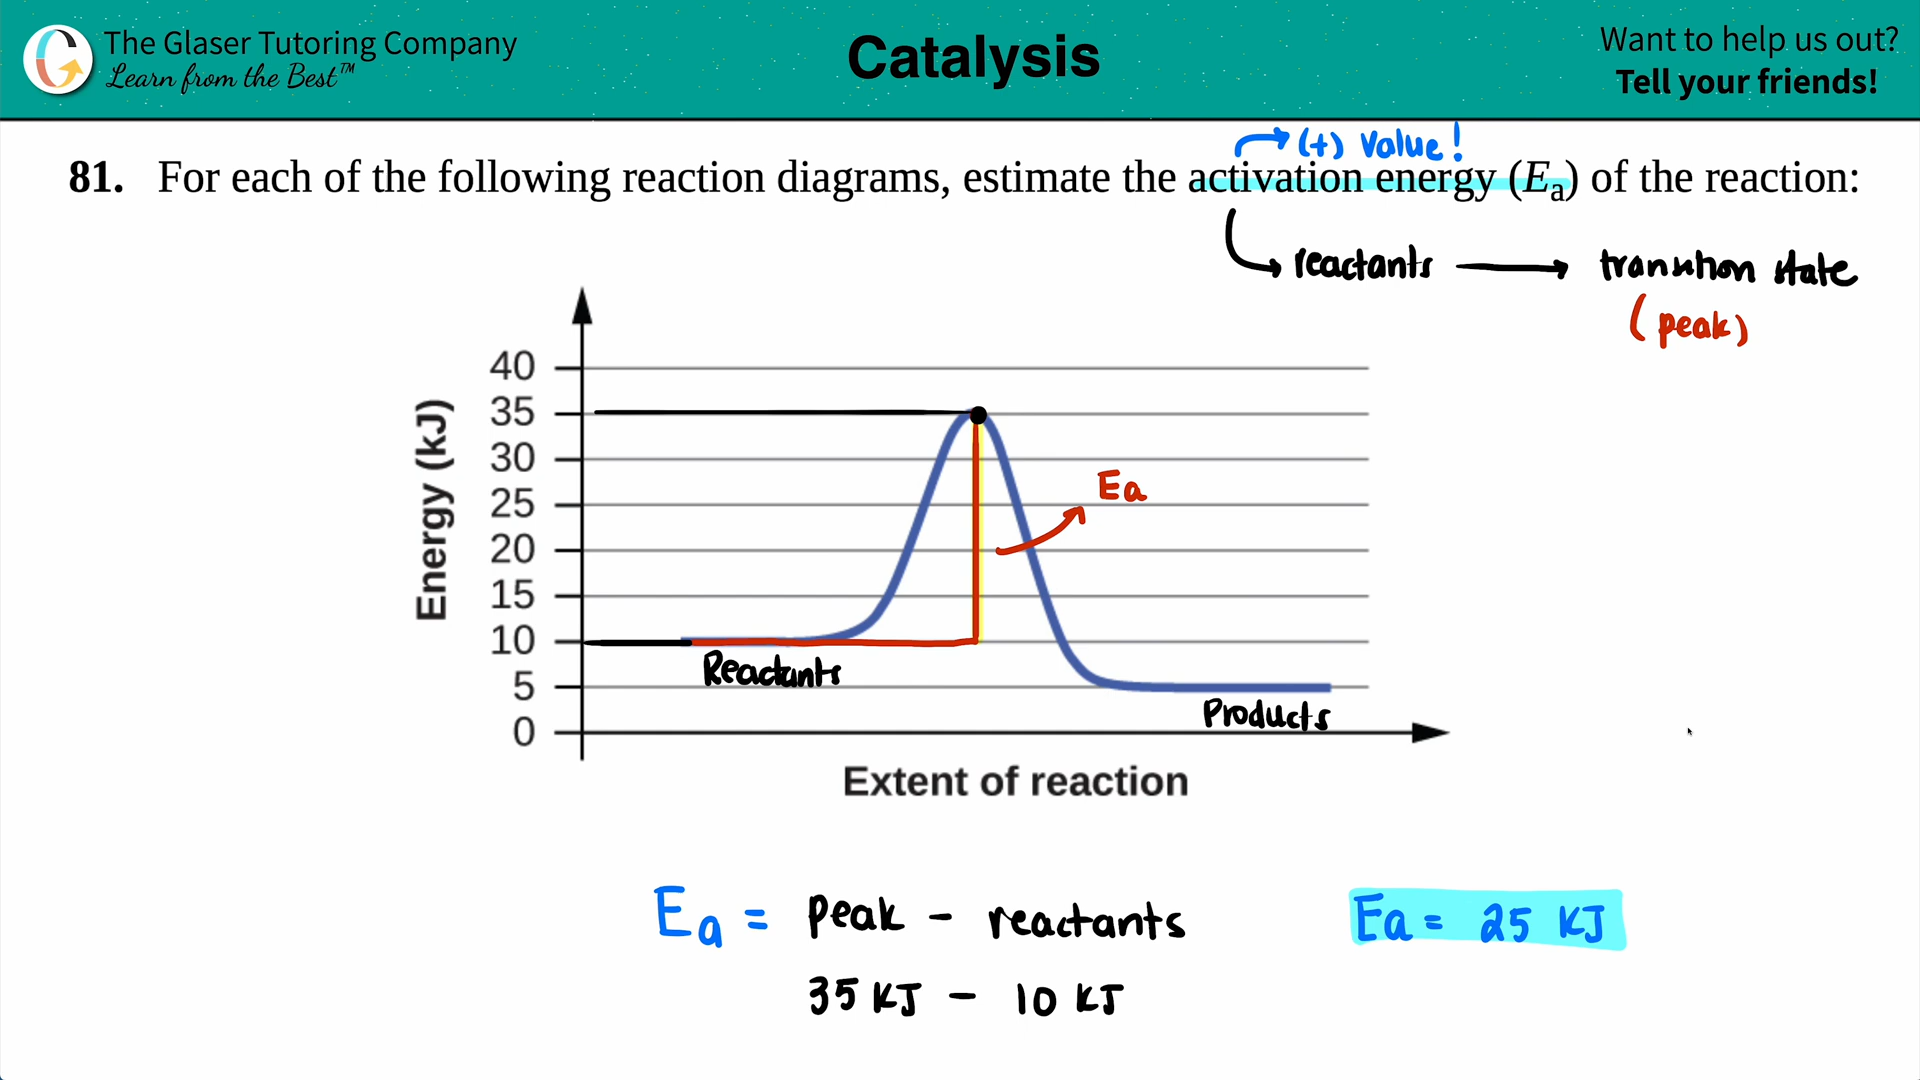 The Glaser Tutoring Company
Learn from the Best™
Catalysis
Want to help us out?
Tell your friends!
(+) Value!
81. For each of the following reaction diagrams, estimate the activation energy (Ea) of the reaction:
reactants → transition state
(peak)
Energy (kJ)
40
35
30
25
20
15
10
5
0
Ea
Reactants
Products
Extent of reaction
Ea = peak - reactants
Ea = 25 KJ
35 KJ - 10 KJ